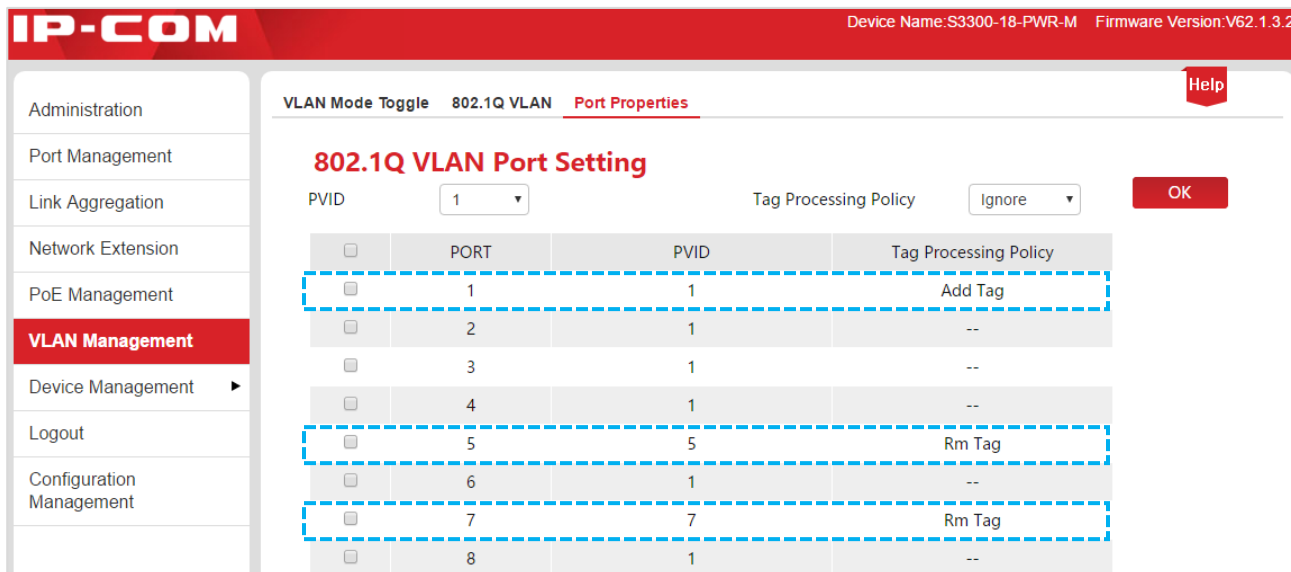 IP-COM
Device Name:S3300-18-PWR-M Firmware Version:V62.1.3.2
Help
VLAN Mode Toggle 802.1Q VLAN Port Properties
Administration
Port Management
Link Aggregation
Network Extension
PoE Management
VLAN Management
Device Management
Logout
Configuration
Management
802.1Q VLAN Port Setting
PVID 1 Tag Processing Policy Ignore OK
PORT PVID Tag Processing Policy
1 1 Add Tag
2 1 --
3 1 --
4 1 --
5 5 Rm Tag
6 1 --
7 7 Rm Tag
8 1 --